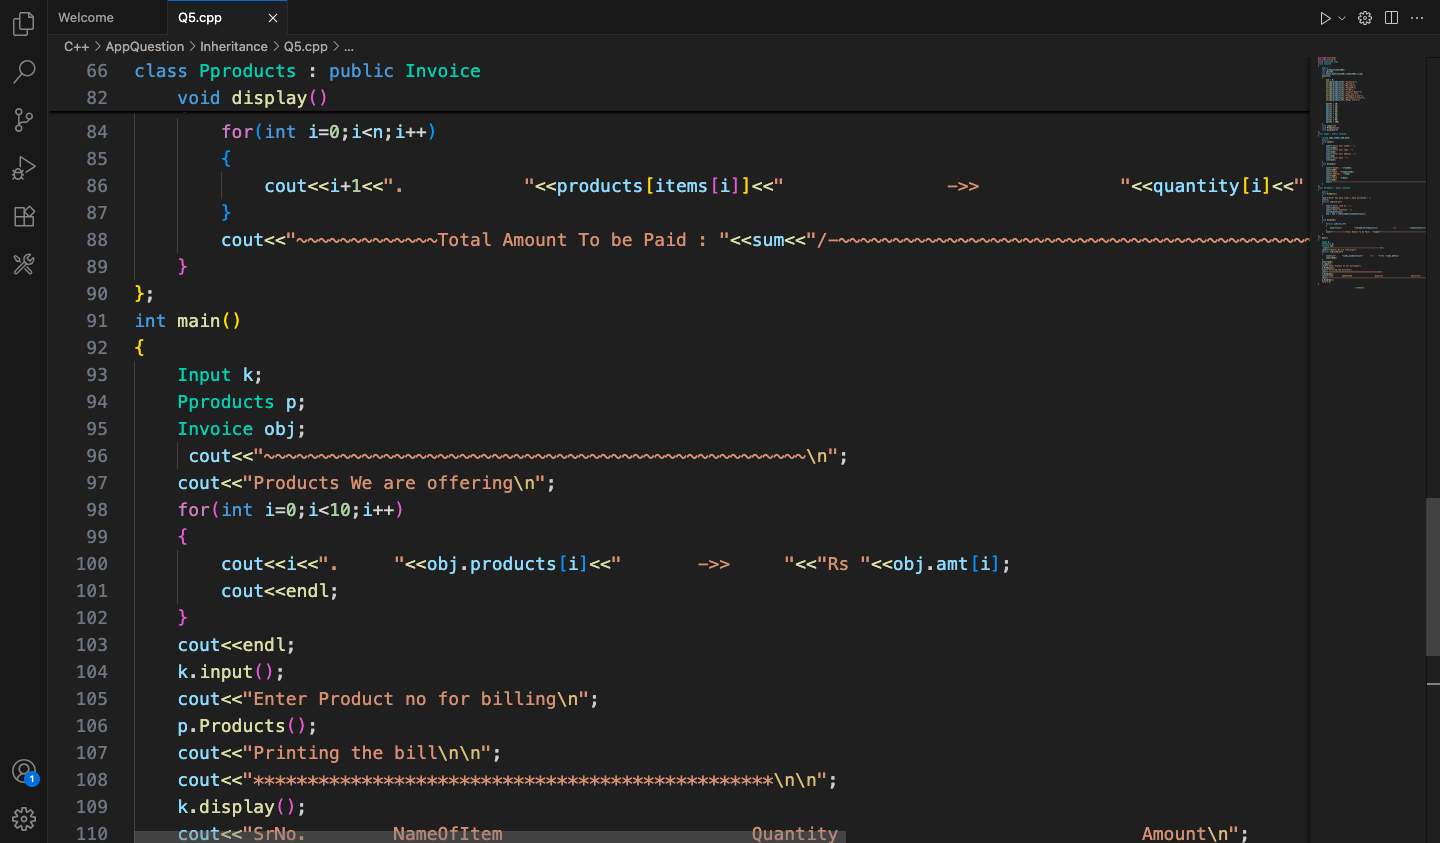 Welcome
Q5.cpp
C++ > AppQuestion > Inheritance > Q5.cpp > ...
66 class Pproducts : public Invoice
82 void display()
84 for(int i=0;i<n;i++)
85 {
86 cout<<i+1<<". "<<products[items[i]]<<" ->> "<<quantity[i]<<"
87 }
88 cout<<"~~~~~~~~~~~~~Total Amount To be Paid : "<<sum<<"/-~~~~~~~~~~~~~~~~~~~~~~~~~~~~~~~~~~~~~~~~~~~~
89 }
90 };
91 int main()
92 {
93 Input k;
94 Pproducts p;
95 Invoice obj;
96 cout<<"~~~~~~~~~~~~~~~~~~~~~~~~~~~~~~~~~~~~~~~~~~~~~~~~~~\n";
97 cout<<"Products We are offering\n";
98 for(int i=0;i<10;i++)
99 {
100 cout<<i<<". "<<obj.products[i]<<" ->> "<<"Rs "<<obj.amt[i];
101 cout<<endl;
102 }
103 cout<<endl;
104 k.input();
105 cout<<"Enter Product no for billing\n";
106 p.Products();
107 cout<<"Printing the bill\n\n";
108 cout<<"************************************************\n\n";
109 k.display();
110 cout<<"SrNo. NameOfItem Quantity Amount\n";
1